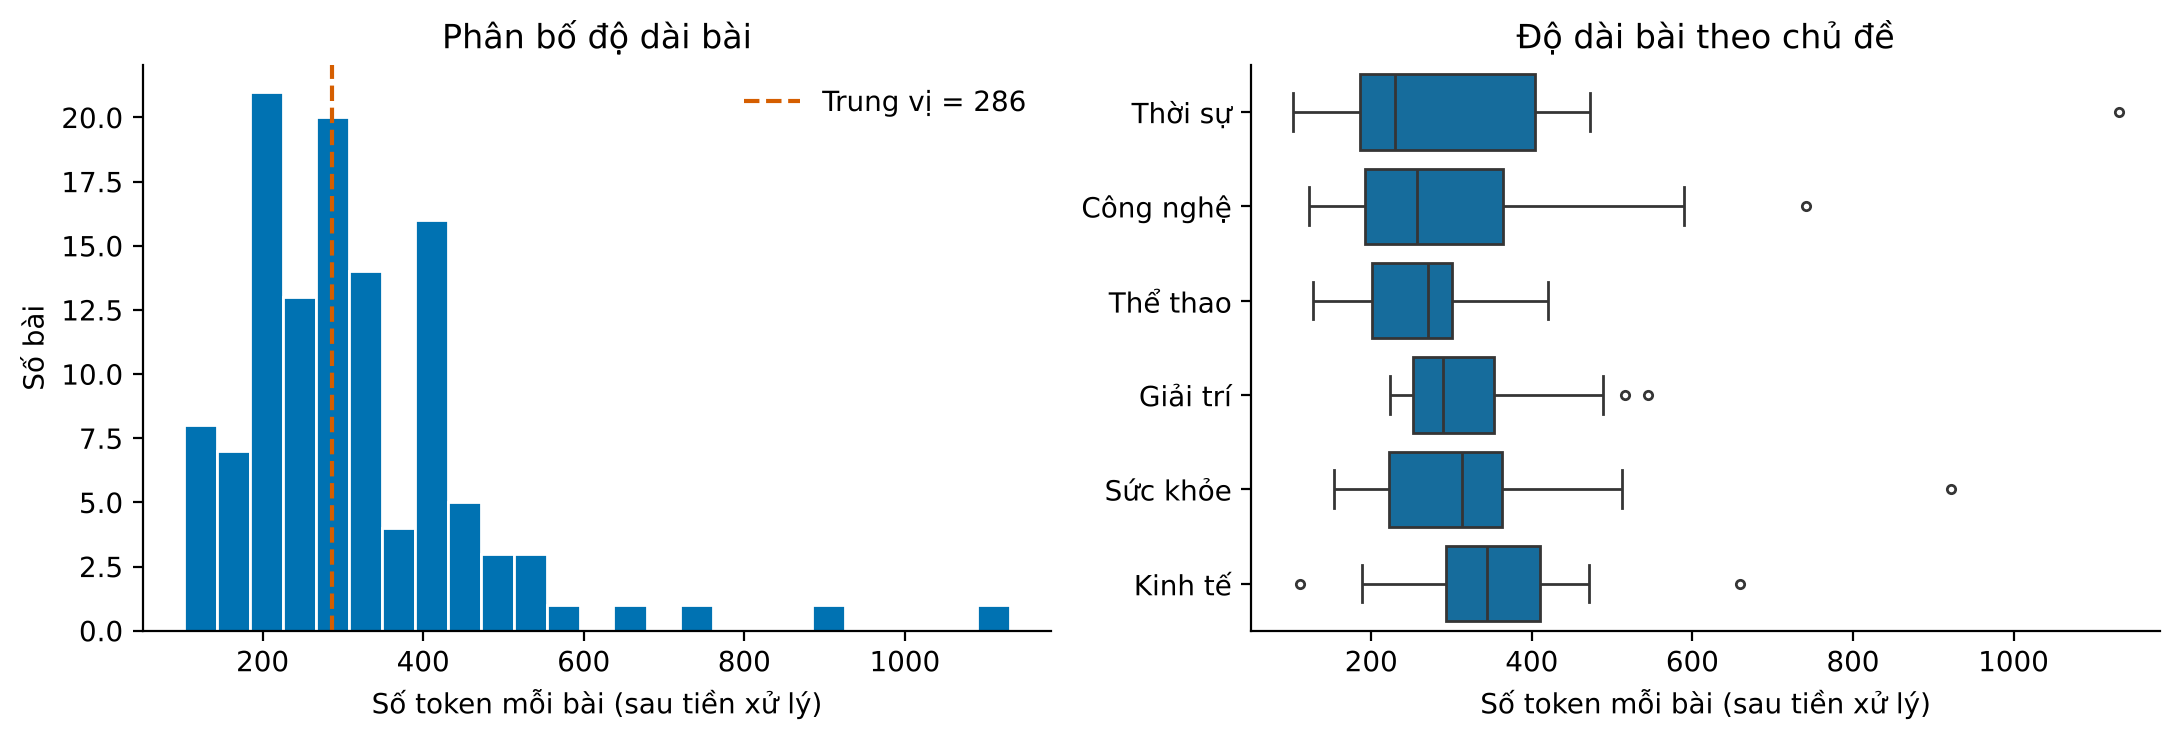 Phân bố độ dài bài
Trung vị = 286
Số bài
20.0
17.5
15.0
12.5
10.0
7.5
5.0
2.5
0.0
200 400 600 800 1000
Số token mỗi bài (sau tiền xử lý)
Độ dài bài theo chủ đề
Thời sự
Công nghệ
Thể thao
Giải trí
Sức khỏe
Kinh tế
200 400 600 800 1000
Số token mỗi bài (sau tiền xử lý)